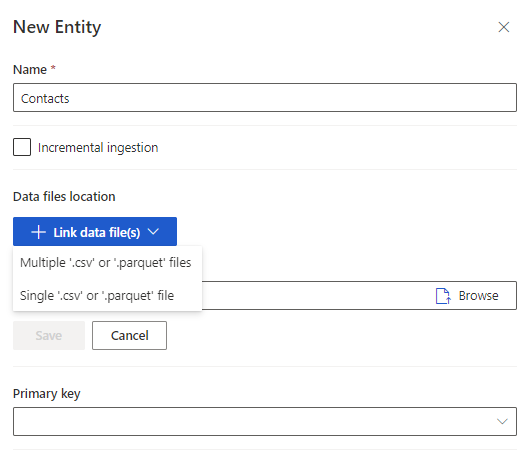 New Entity
Name *
Contacts
Incremental ingestion
Data files location
Link data file(s)
Multiple '.csv' or '.parquet' files
Single '.csv' or '.parquet' file
Browse
Save
Cancel
Primary key